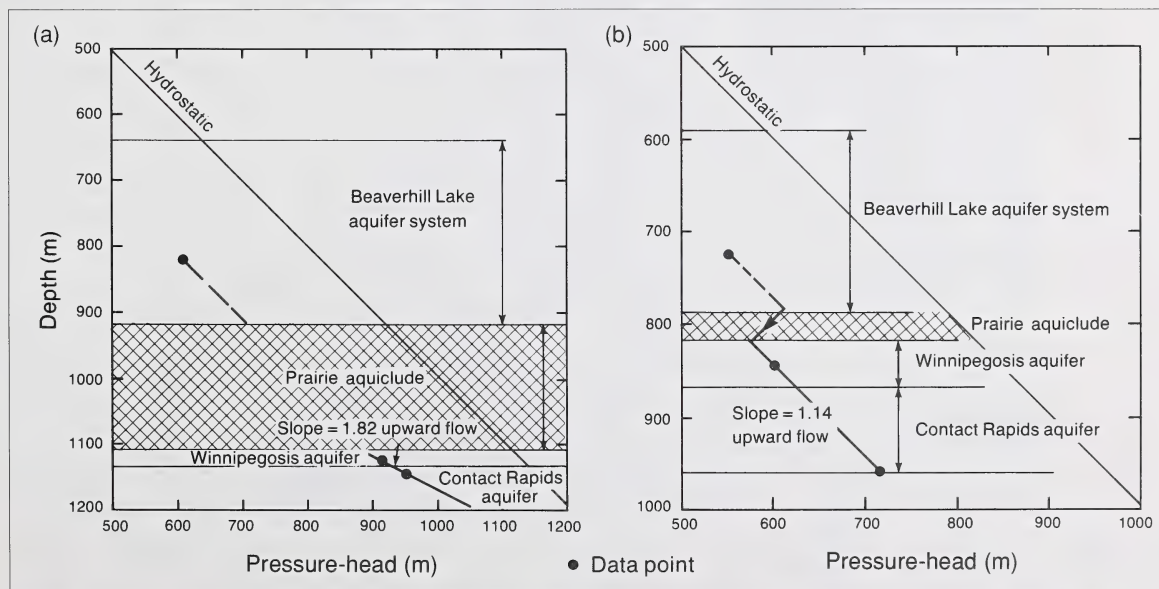 (a)
500
600
700
800
900
1000
1100
1200
Depth (m)
Hydrostatic
Beaverhill Lake
aquifer system
Prairie aquiclude
Slope = 1.82 upward flow
Winnipegosis aquifer
Contact Rapids
aquifer
500
600
700
800
900
1000
1100
1200
Pressure-head (m)
(b)
500
600
700
800
900
1000
Hydrostatic
Beaverhill Lake aquifer system
Prairie aquiclude
Winnipegosis aquifer
Slope = 1.14
upward flow
Contact Rapids aquifer
500
600
700
800
900
1000
Pressure-head (m)
Data point